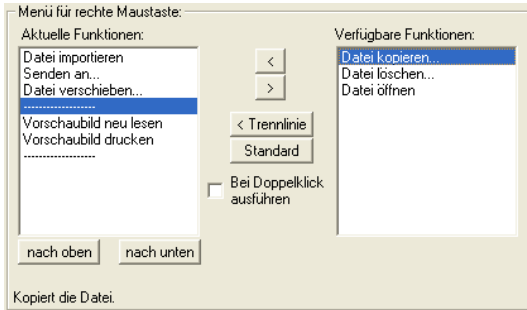 Menü für rechte Maustaste:
Aktuelle Funktionen:
Datei importieren
Senden an...
Datei verschieben...
-------------------
Vorschaubild neu lesen
Vorschaubild drucken
-------------------
nach oben
nach unten
<
>
< Trennlinie
Standard
Bei Doppelklick
ausführen
Verfügbare Funktionen:
Datei kopieren...
Datei löschen...
Datei öffnen
Kopiert die Datei.